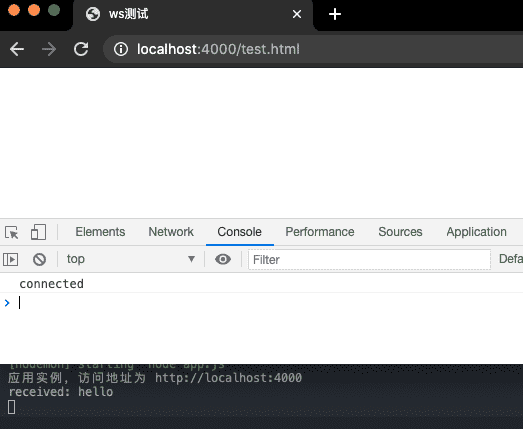 ws测试
localhost:4000/test.html
Elements Network Console Performance Sources Application
top Filter Defa
connected
[nodemon] starting `node app.js`
应用实例, 访问地址为 http://localhost:4000
received: hello